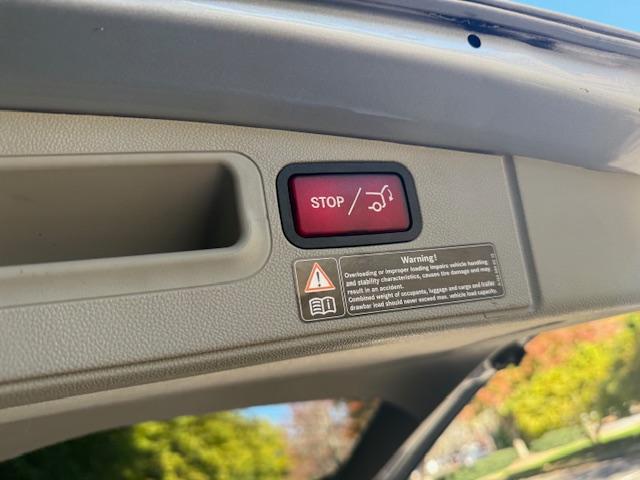 STOP /
Warning!
Overloading or improper loading impairs vehicle handling
and stability characteristics, causes the damage and may
result in an accident.
Combined weight of occupants, luggage and cargo and trailer
drawbar load should never exceed max. vehicle load capacity.